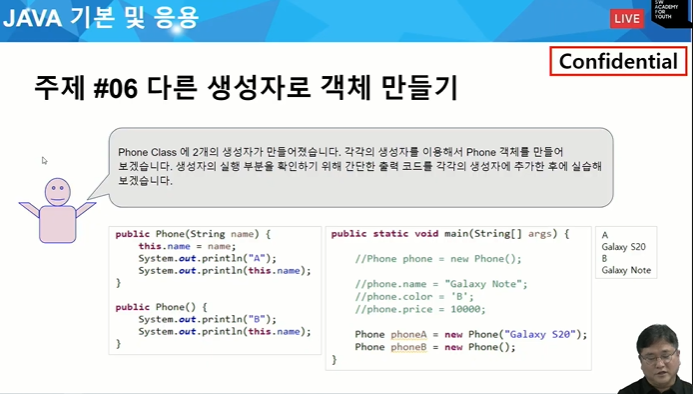 JAVA 기본 및 응용
LIVE
SW
ACADEMY
FOR
YOUTH
Confidential
주제 #06 다른 생성자로 객체 만들기
Phone Class 에 2개의 생성자가 만들어졌습니다. 각각의 생성자를 이용해서 Phone 객체를 만들어
보겠습니다. 생성자의 실행 부분을 확인하기 위해 간단한 출력 코드를 각각의 생성자에 추가한 후에 실습해
보겠습니다.
public Phone(String name) {
this.name = name;
System.out.println("A");
System.out.println(this.name);
}
public Phone() {
System.out.println("B");
System.out.println(this.name);
}
public static void main(String[] args) {
//Phone phone = new Phone();
//phone.name = "Galaxy Note";
//phone.color = 'B';
//phone.price = 10000;
Phone phoneA = new Phone("Galaxy S20");
Phone phoneB = new Phone();
}
A
Galaxy S20
B
Galaxy Note